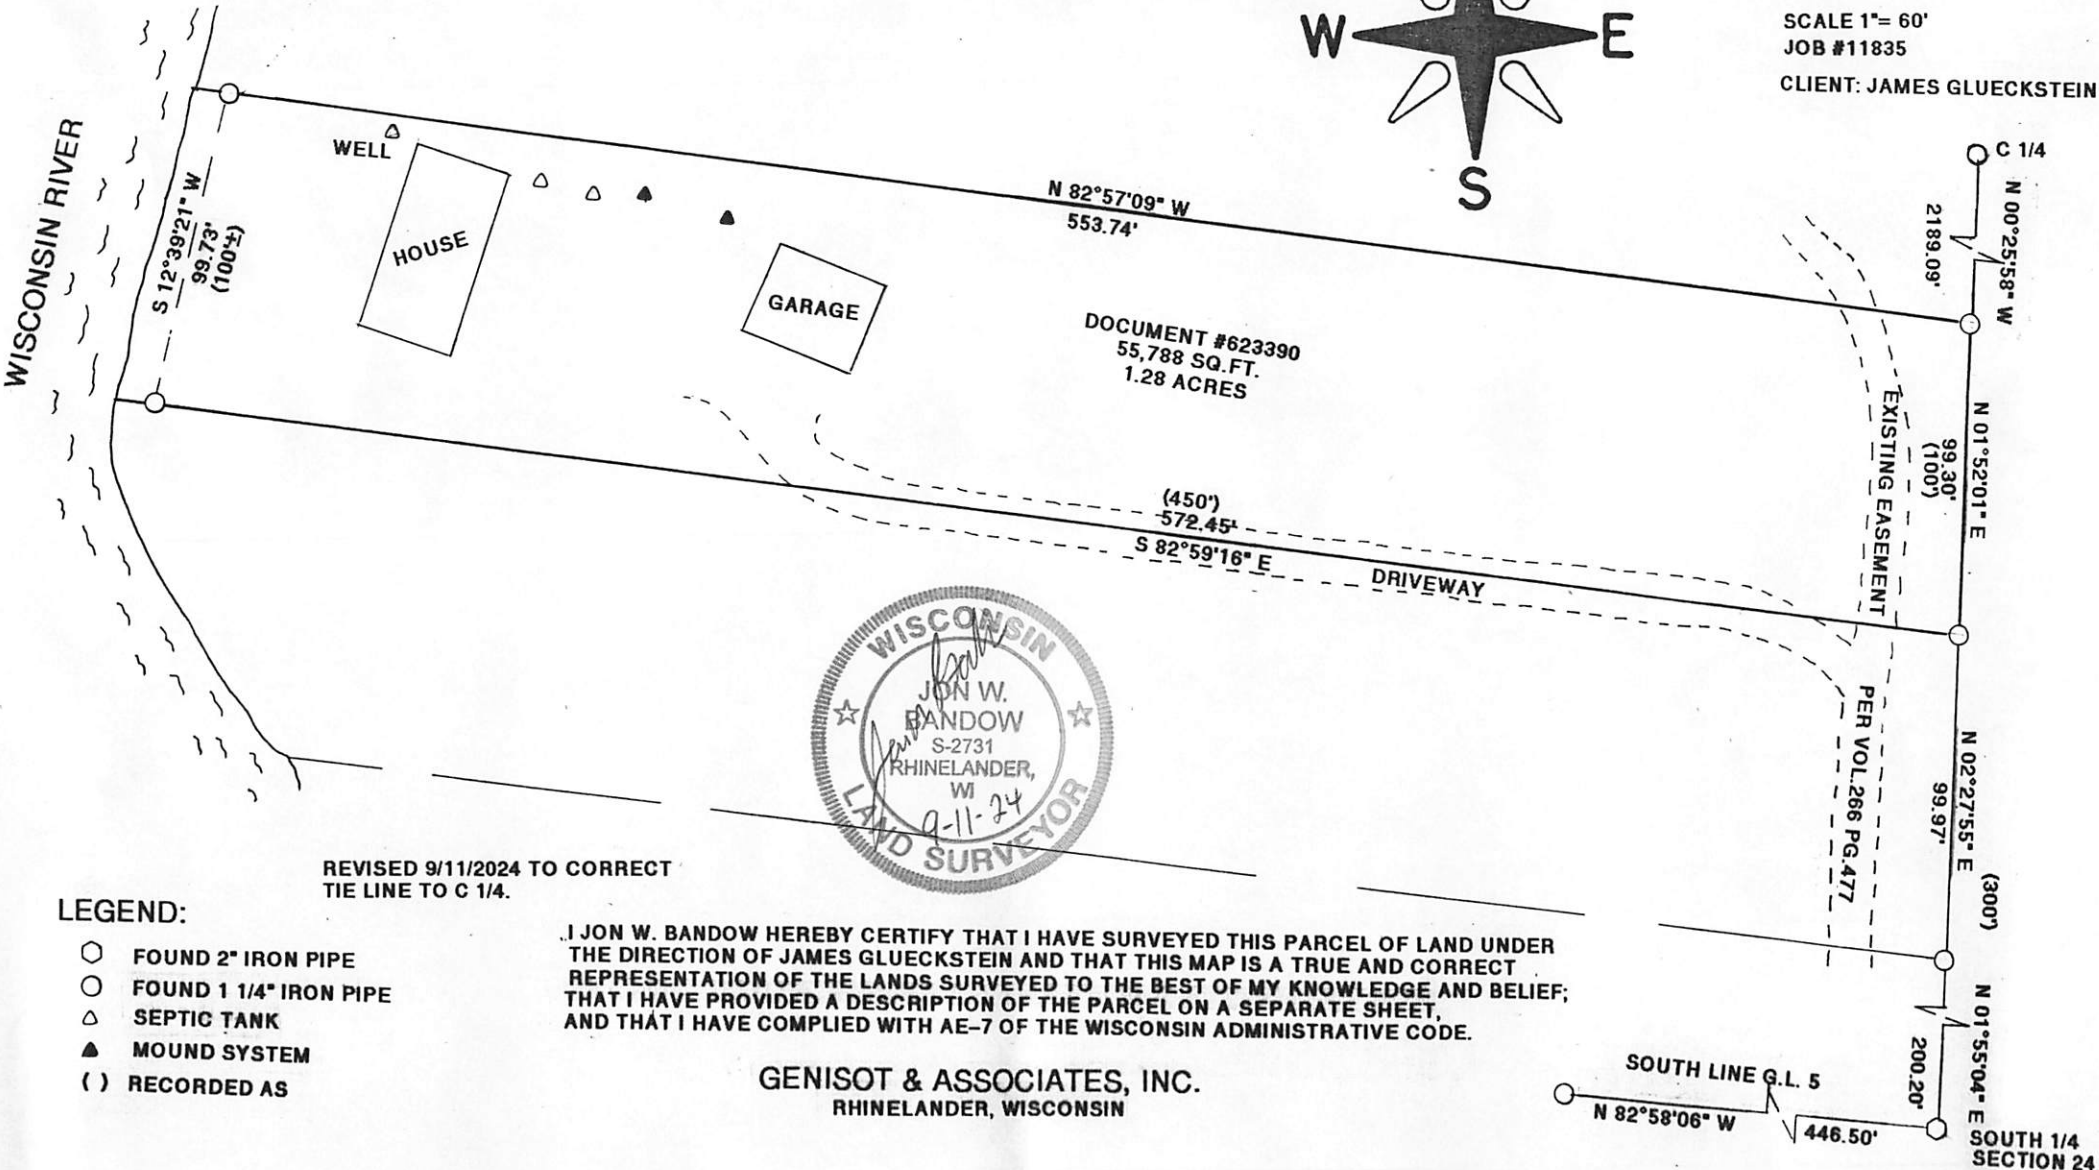 W
E
S
SCALE 1"= 60'
JOB #11835
CLIENT: JAMES GLUECKSTEIN
C 1/4
N 00°25'58" W
2189.09'
WISCONSIN RIVER
S 12°39'21" W
99.73'
(100'±)
WELL
HOUSE
GARAGE
N 82°57'09" W
553.74'
DOCUMENT #623390
55,788 SQ.FT.
1.28 ACRES
EXISTING EASEMENT
N 01°52'01" E
99.30'
(100')
(450')
572.45'
S 82°59'16" E
DRIVEWAY
PER VOL.266 PG.477
N 02°27'55" E
99.97'
(300')
WISCONSIN
JON W.
BANDOW
S-2731
RHINELANDER,
WI
9-11-24
LAND SURVEYOR
REVISED 9/11/2024 TO CORRECT
TIE LINE TO C 1/4.
LEGEND:
FOUND 2" IRON PIPE
FOUND 1 1/4" IRON PIPE
SEPTIC TANK
MOUND SYSTEM
( ) RECORDED AS
I JON W. BANDOW HEREBY CERTIFY THAT I HAVE SURVEYED THIS PARCEL OF LAND UNDER
THE DIRECTION OF JAMES GLUECKSTEIN AND THAT THIS MAP IS A TRUE AND CORRECT
REPRESENTATION OF THE LANDS SURVEYED TO THE BEST OF MY KNOWLEDGE AND BELIEF;
THAT I HAVE PROVIDED A DESCRIPTION OF THE PARCEL ON A SEPARATE SHEET,
AND THAT I HAVE COMPLIED WITH AE-7 OF THE WISCONSIN ADMINISTRATIVE CODE.
GENISOT & ASSOCIATES, INC.
RHINELANDER, WISCONSIN
N 01°55'04" E
200.20'
SOUTH LINE G.L. 5
N 82°58'06" W
446.50'
SOUTH 1/4
SECTION 24